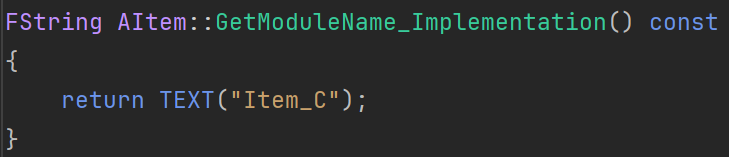 FString AItem::GetModuleName_Implementation() const
{
    return TEXT("Item_C");
}